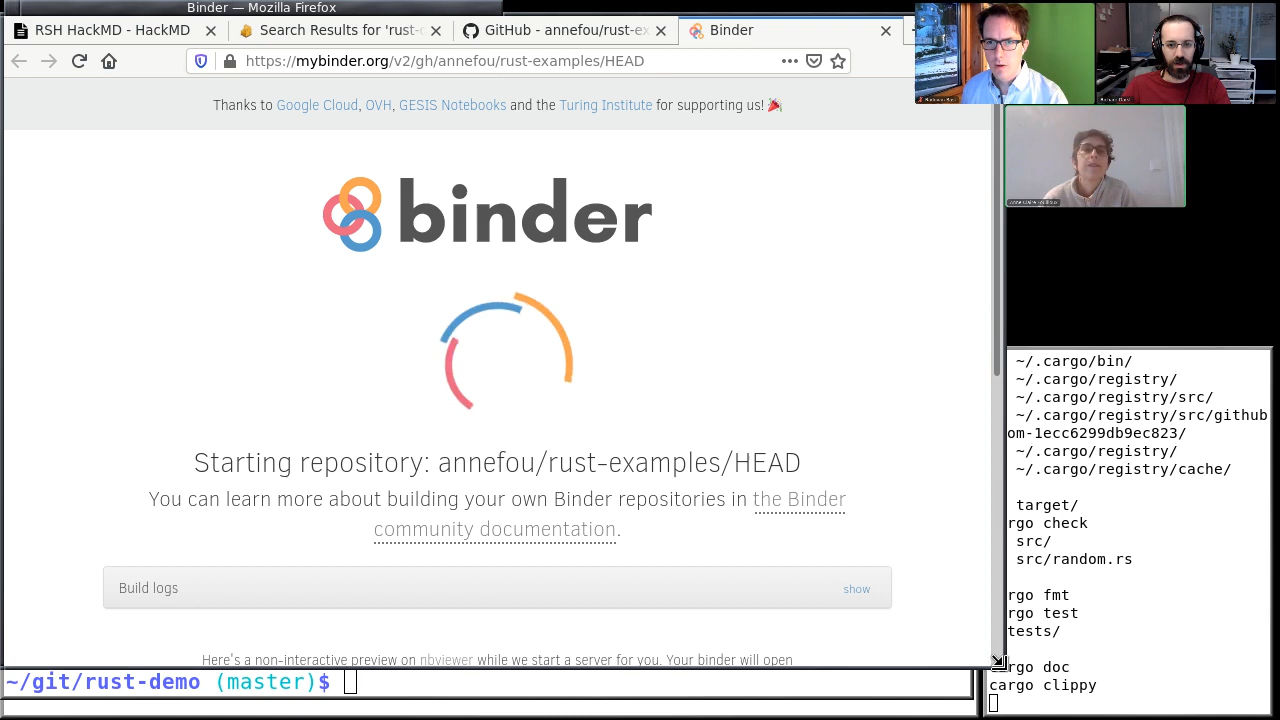 Binder — Mozilla Firefox
RSH HackMD - HackMD
Search Results for 'rust-c
GitHub - annefou/rust-ex
Binder
https://mybinder.org/v2/gh/annefou/rust-examples/HEAD
Thanks to Google Cloud, OVH, GESIS Notebooks and the Turing Institute for supporting us! 🎉
binder
Starting repository: annefou/rust-examples/HEAD
You can learn more about building your own Binder repositories in the Binder
community documentation.
Build logs
show
Here's a non-interactive preview on nbviewer while we start a server for you. Your binder will open
~/git/rust-demo (master)$
~/.cargo/bin/
~/.cargo/registry/
~/.cargo/registry/src/
~/.cargo/registry/src/github
om-1ecc6299db9ec823/
~/.cargo/registry/
~/.cargo/registry/cache/
target/
rgo check
src/
src/random.rs
rgo fmt
rgo test
tests/
rgo doc
cargo clippy